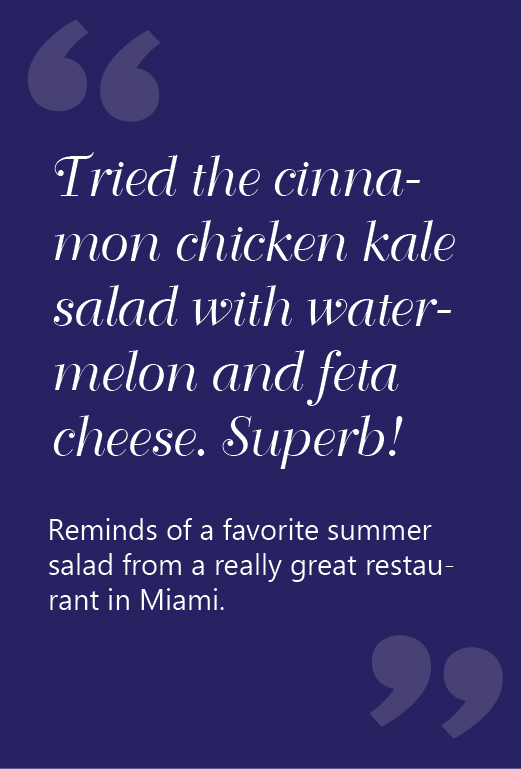 Tried the cinna-
mon chicken kale
salad with water-
melon and feta
cheese. Superb!
Reminds of a favorite summer
salad from a really great restau-
rant in Miami.